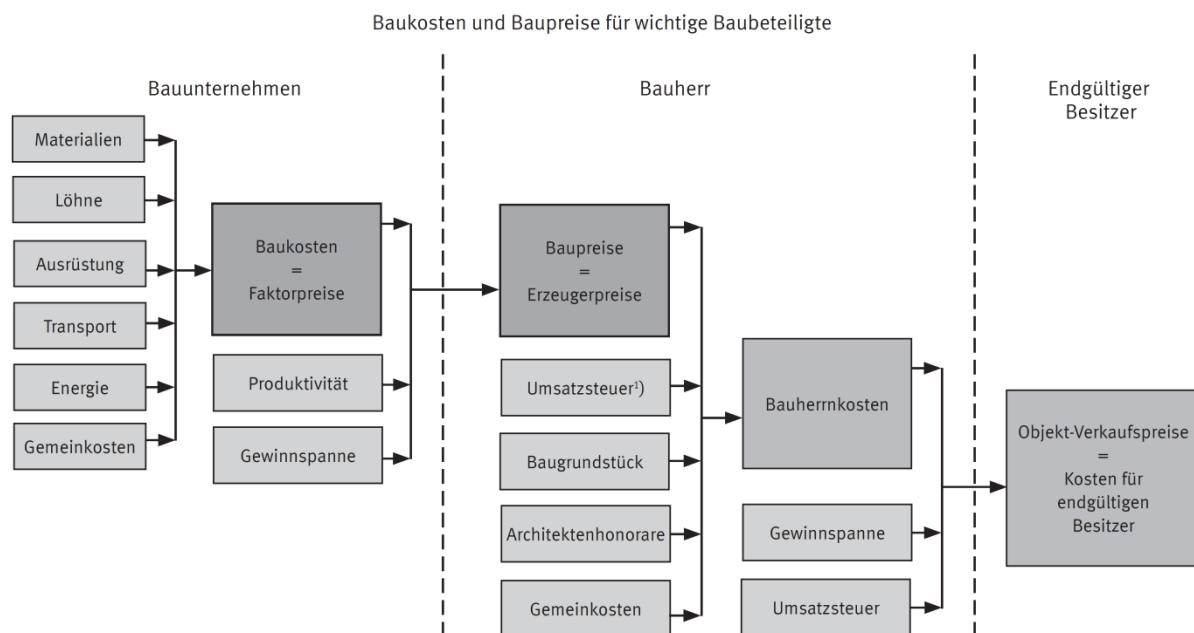 Baukosten und Baupreise für wichtige Baubeteiligte
Bauunternehmen
Materialien
Löhne
Ausrüstung
Transport
Energie
Gemeinkosten
Baukosten
=
Faktorpreise
Produktivität
Gewinnspanne
Bauherr
Baupreise
=
Erzeugerpreise
Umsatzsteuer¹)
Baugrundstück
Architektenhonorare
Gemeinkosten
Bauherrnkosten
Gewinnspanne
Umsatzsteuer
Endgültiger
Besitzer
Objekt-Verkaufspreise
=
Kosten für
endgültigen
Besitzer